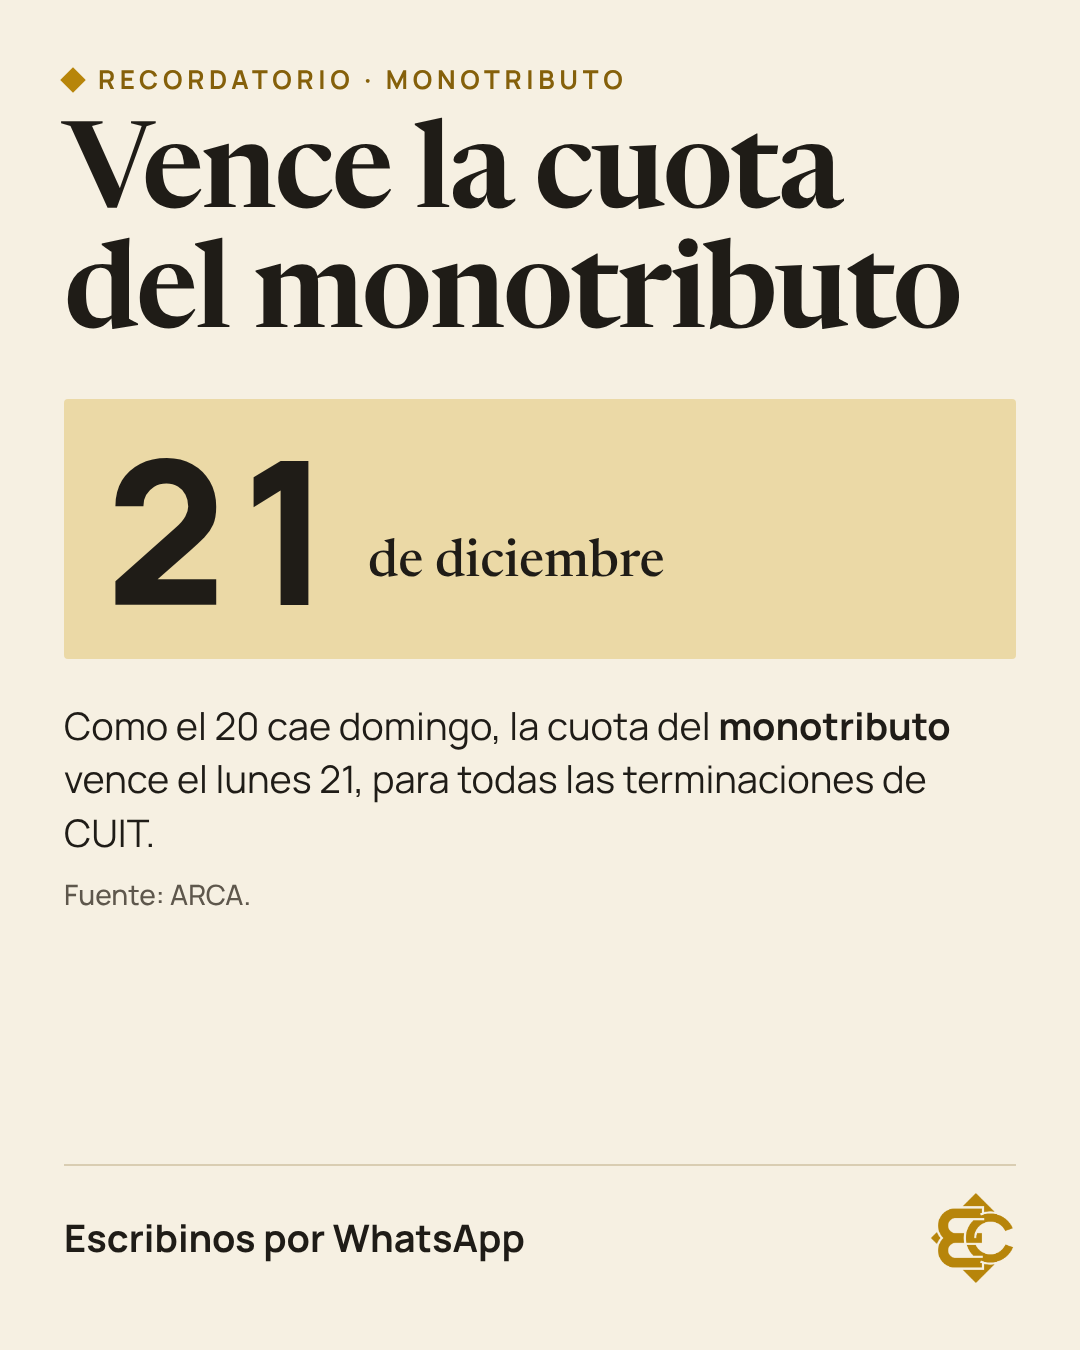 RECORDATORIO · MONOTRIBUTO
Vence la cuota
del monotributo
21 de diciembre
Como el 20 cae domingo, la cuota del monotributo
vence el lunes 21, para todas las terminaciones de
CUIT.
Fuente: ARCA.
Escribinos por WhatsApp
EC